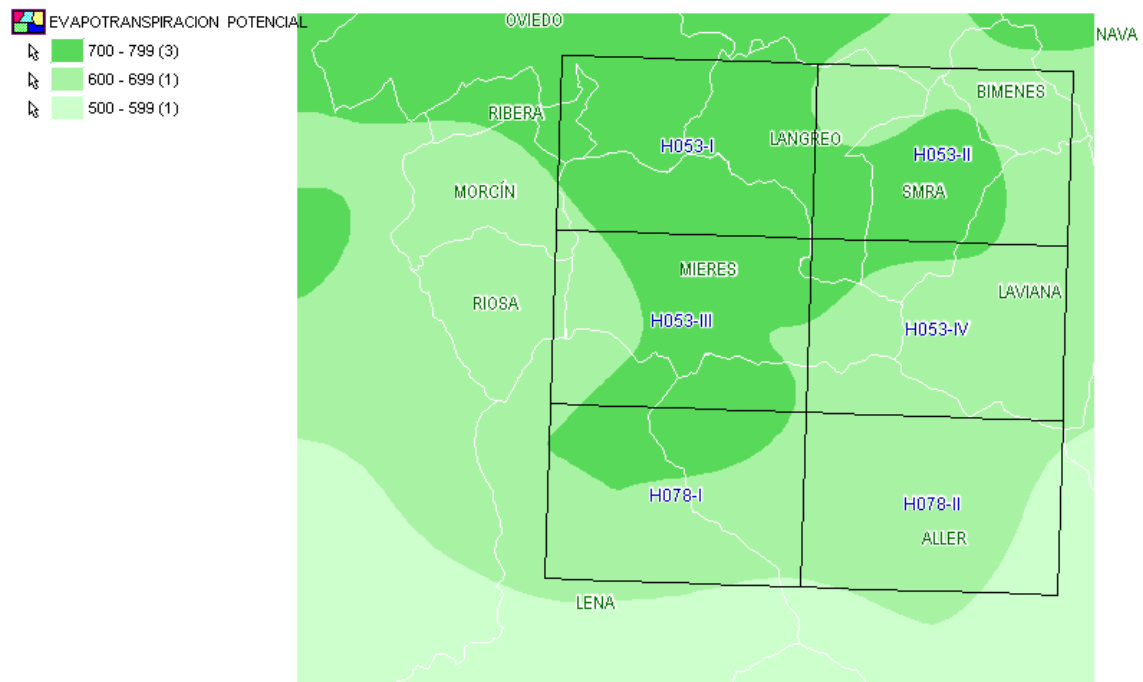 EVAPOTRANSPIRACION POTENCIAL
700 - 799 (3)
600 - 699 (1)
500 - 599 (1)
OVIEDO
NAVA
BIMENES
RIBERA
LANGREO
H053-I
H053-II
MORCÍN
SMRA
MIERES
RIOSA
LAVIANA
H053-III
H053-IV
H078-I
H078-II
ALLER
LENA